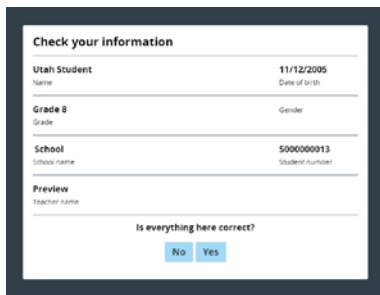 Check your information
Utah Student 11/12/2005
Name Date of birth
Grade 8 Gender
Grade
School 5000000013
School name Student number
Preview
Teacher name
Is everything here correct?
No Yes